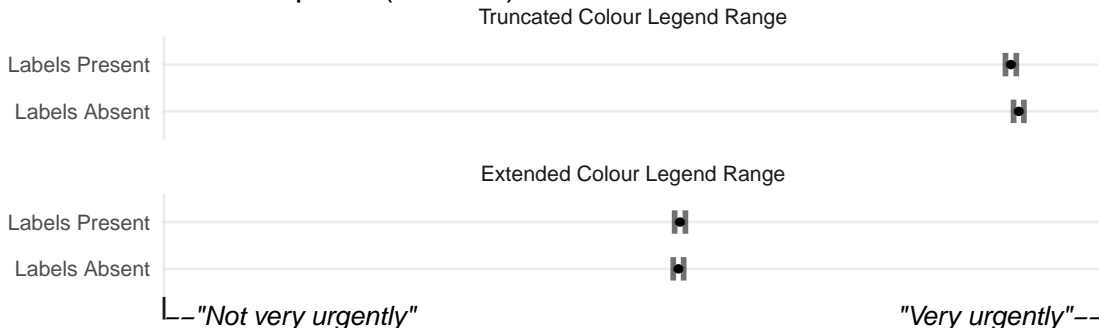 Truncated Colour Legend Range
Labels Present
Labels Absent
Extended Colour Legend Range
Labels Present
Labels Absent
"Not very urgently" "Very urgently"